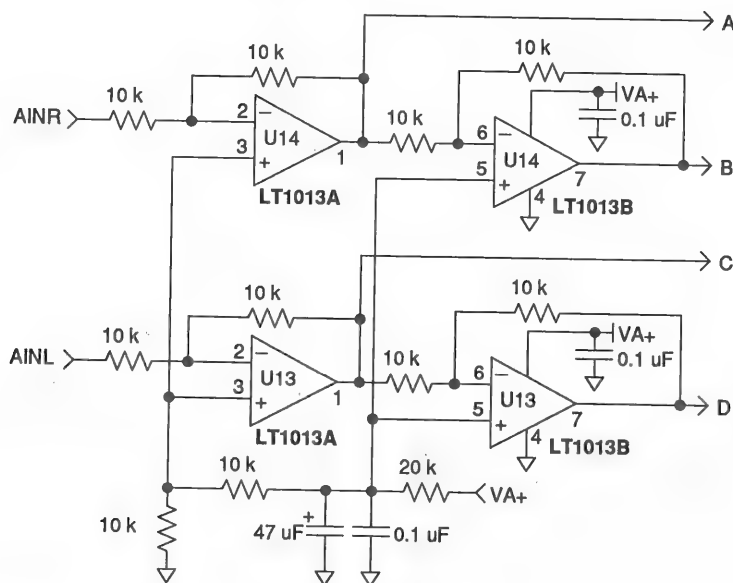 A
10 k
10 k
10 k
10 k
VA+
AINR
2
−
U14
3
+
1
6
−
0.1 uF
U14
5
+
7
B
4
LT1013A
LT1013B
C
10 k
10 k
10 k
10 k
VA+
AINL
2
−
U13
3
+
1
6
−
0.1 uF
U13
5
+
7
D
4
LT1013A
LT1013B
10 k
20 k
VA+
10 k
+
47 uF
0.1 uF